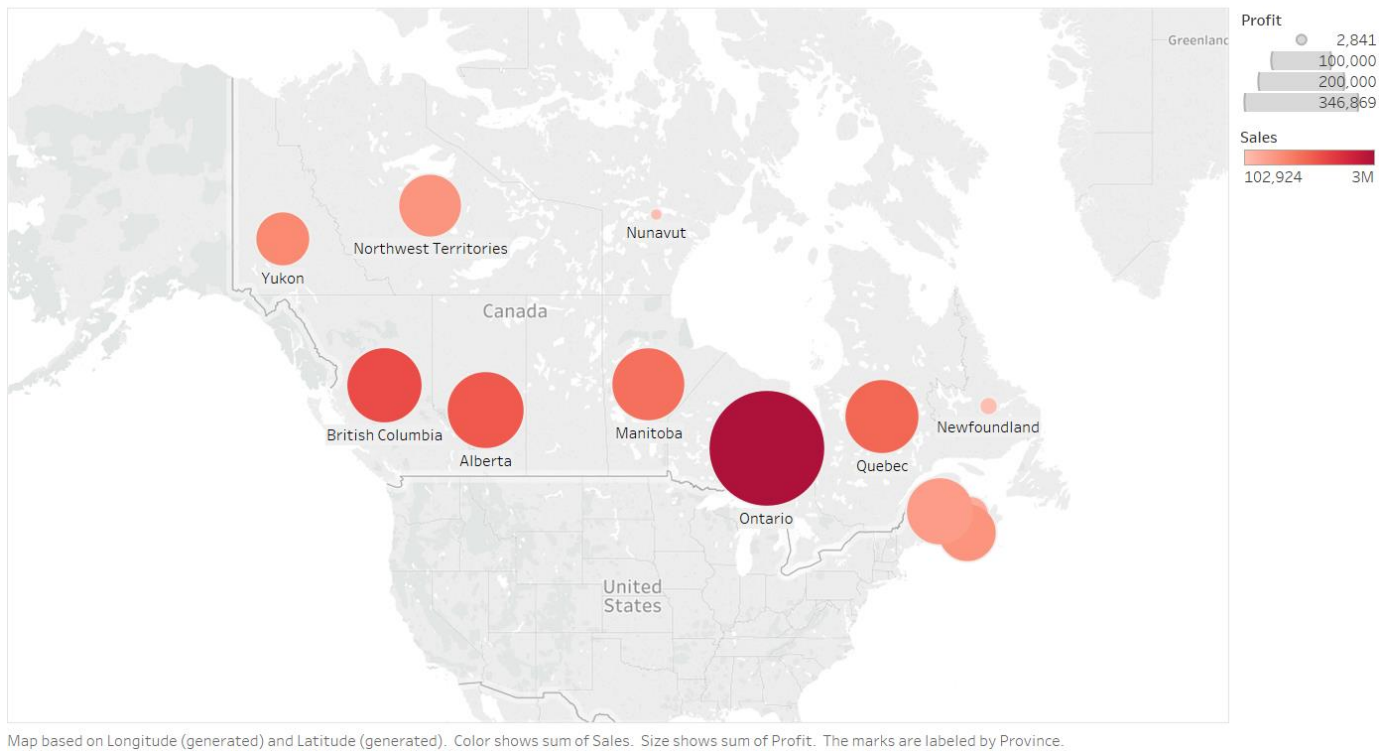 Greenlanc
Profit
2,841
100,000
200,000
346,869
Sales
102,924 3M
Nunavut
Northwest Territories
Yukon
Canada
British Columbia
Alberta
Manitoba
Ontario
Quebec
Newfoundland
United
States
Map based on Longitude (generated) and Latitude (generated). Color shows sum of Sales. Size shows sum of Profit. The marks are labeled by Province.